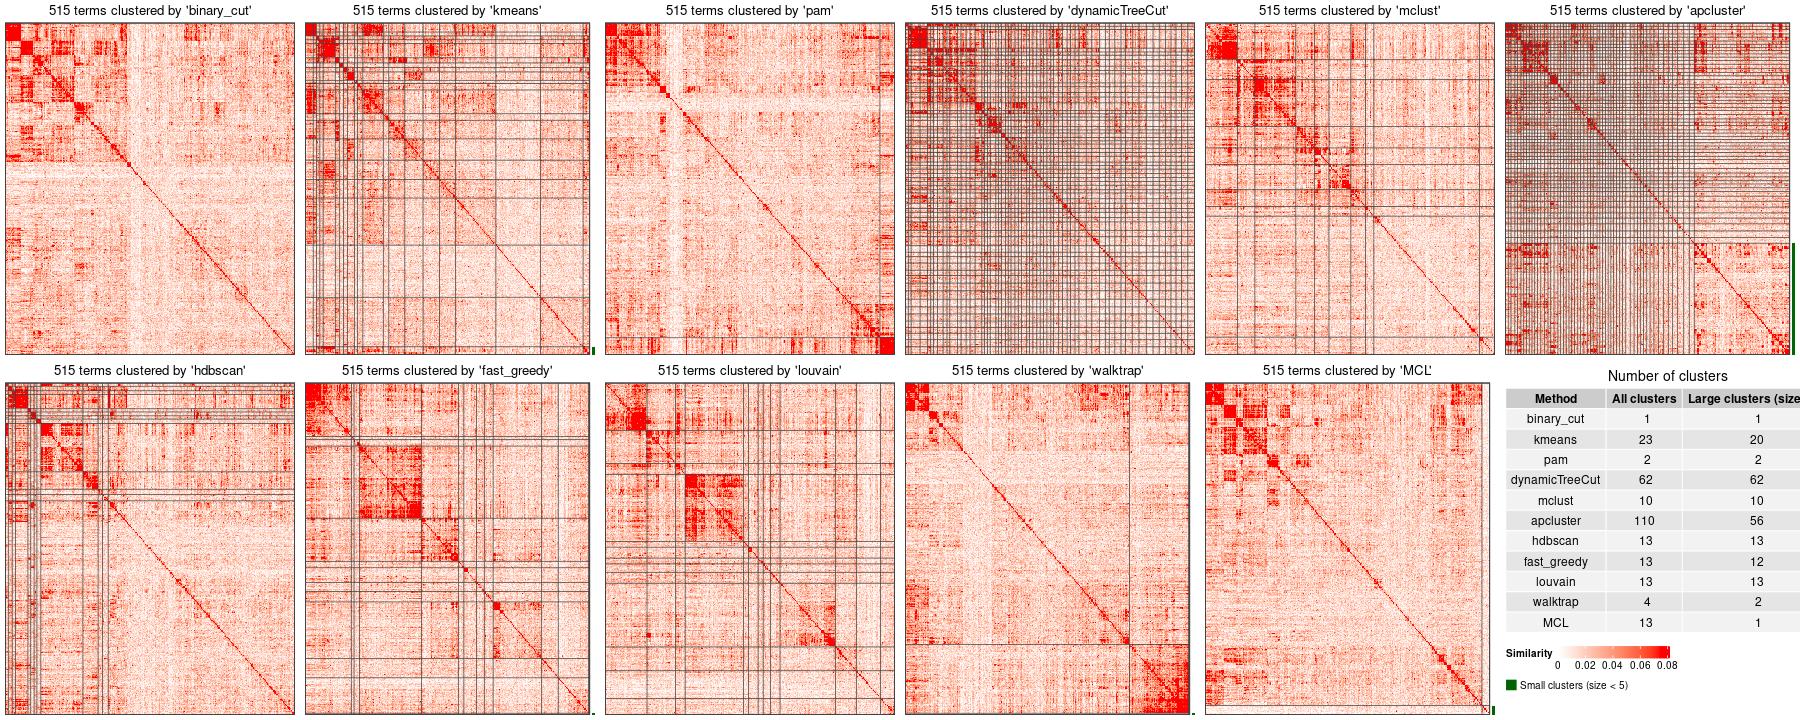 515 terms clustered by 'binary_cut'
515 terms clustered by 'kmeans'
515 terms clustered by 'pam'
515 terms clustered by 'dynamicTreeCut'
515 terms clustered by 'mclust'
515 terms clustered by 'apcluster'
515 terms clustered by 'hdbscan'
515 terms clustered by 'fast_greedy'
515 terms clustered by 'louvain'
515 terms clustered by 'walktrap'
515 terms clustered by 'MCL'
Number of clusters
Method All clusters Large clusters (size
binary_cut 1 1
kmeans 23 20
pam 2 2
dynamicTreeCut 62 62
mclust 10 10
apcluster 110 56
hdbscan 13 13
fast_greedy 13 12
louvain 13 13
walktrap 4 2
MCL 13 1
Similarity
0 0.02 0.04 0.06 0.08
Small clusters (size < 5)